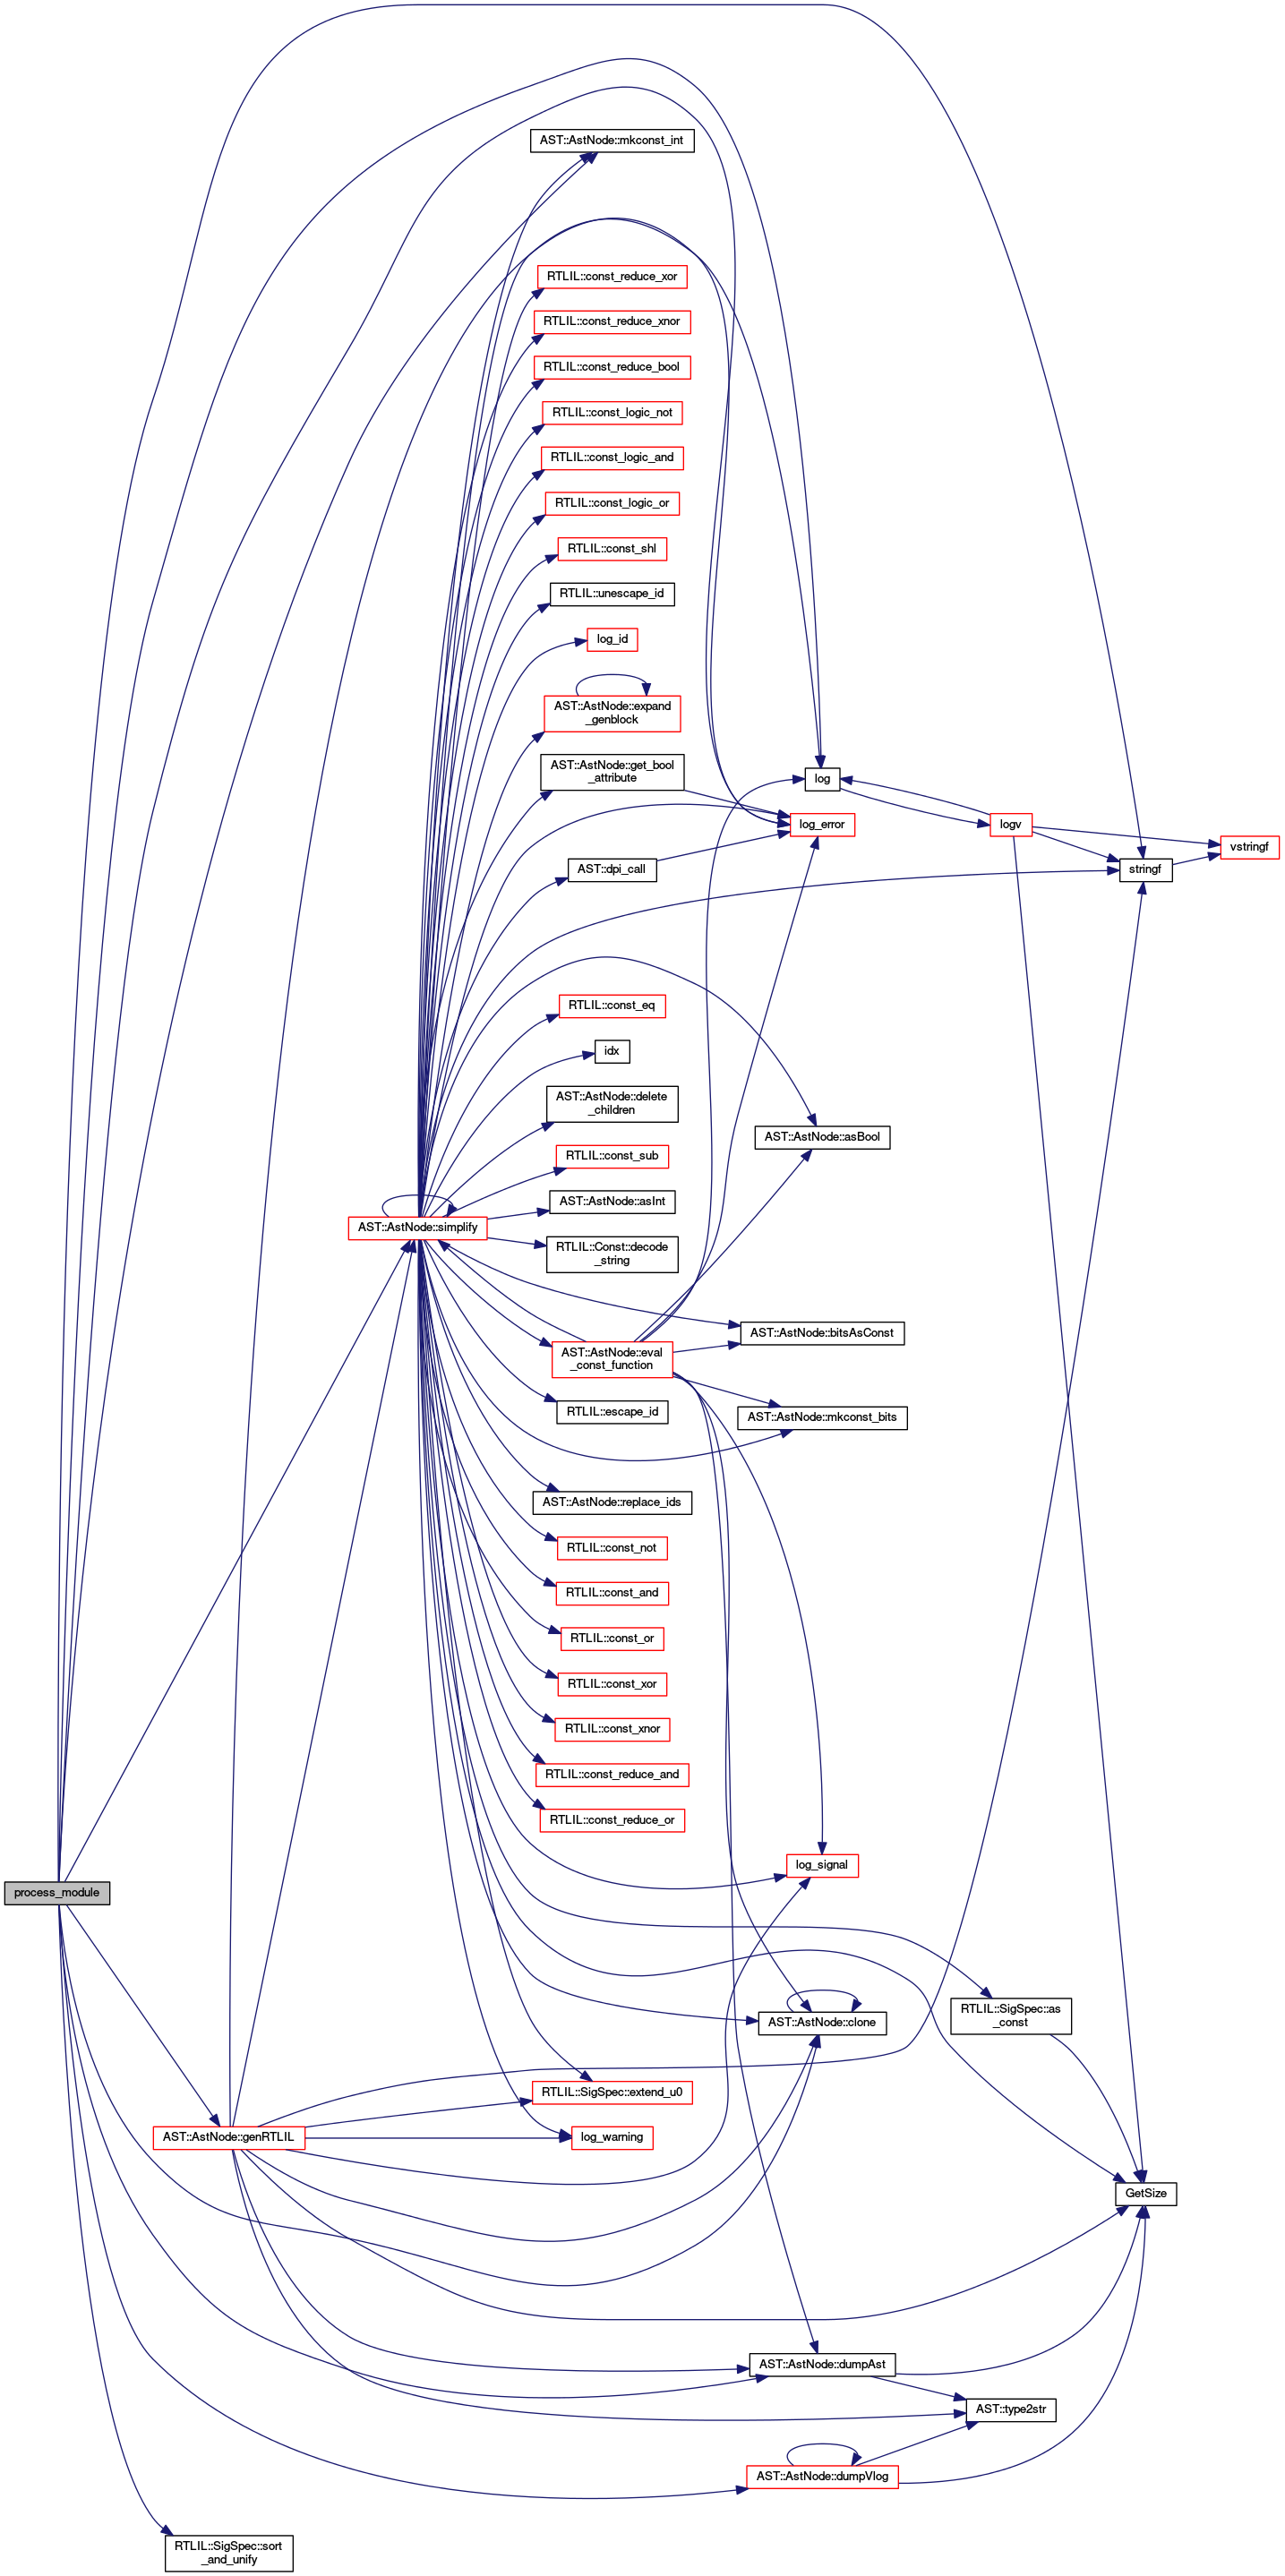 AST::AstNode::mkconst_int
RTLIL::const_reduce_xor
RTLIL::const_reduce_xnor
RTLIL::const_reduce_bool
RTLIL::const_logic_not
RTLIL::const_logic_and
RTLIL::const_logic_or
RTLIL::const_shl
RTLIL::unescape_id
log_id
AST::AstNode::expand
_genblock
AST::AstNode::get_bool
_attribute
log
log_error
logv
vstringf
stringf
AST::dpi_call
RTLIL::const_eq
idx
AST::AstNode::delete
_children
AST::AstNode::asBool
RTLIL::const_sub
AST::AstNode::asInt
AST::AstNode::simplify
RTLIL::Const::decode
_string
AST::AstNode::bitsAsConst
AST::AstNode::eval
_const_function
RTLIL::escape_id
AST::AstNode::mkconst_bits
AST::AstNode::replace_ids
RTLIL::const_not
RTLIL::const_and
RTLIL::const_or
RTLIL::const_xor
RTLIL::const_xnor
RTLIL::const_reduce_and
RTLIL::const_reduce_or
log_signal
process_module
RTLIL::SigSpec::as
_const
AST::AstNode::clone
RTLIL::SigSpec::extend_u0
AST::AstNode::genRTLIL
log_warning
GetSize
AST::AstNode::dumpAst
AST::type2str
AST::AstNode::dumpVlog
RTLIL::SigSpec::sort
_and_unify